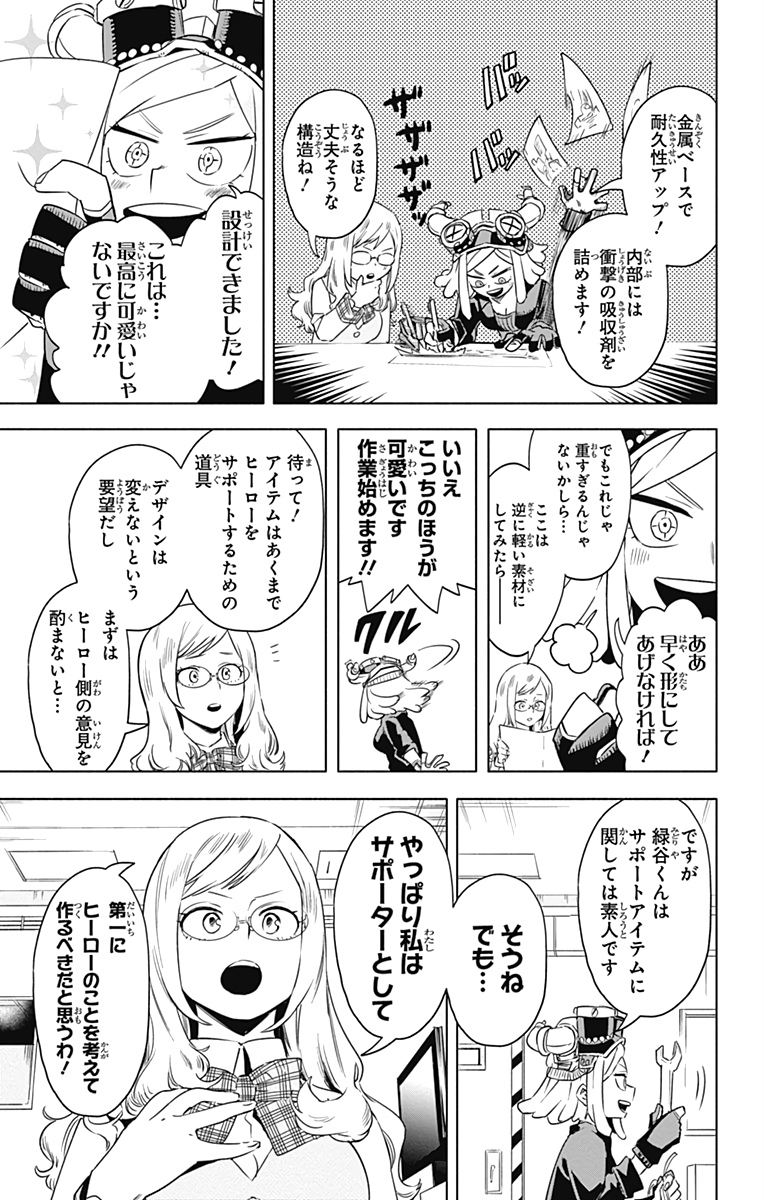 金属ベースで
耐久性アップ!
内部には
衝撃の吸収剤を
詰めます!
バッ
バッ
ザザザザ
なるほど
丈夫そうな
構造ね!
設計できました!
これは…
最高に可愛いじゃ
ないですか!!
でもこれじゃ
重すぎるんじゃ
ないかしら…
ここは
逆に軽い素材に
してみたら──
ああ
早く形にして
あげなければ!
いいえ
こっちのほうが
可愛いです
作業始めます!!
クル
待って!
アイテムはあくまで
ヒーローを
サポートするための
道具
デザインは
変えないという
要望だし
まずは
ヒーロー側の意見を
酌まないと…
ですが
緑谷くんは
サポートアイテムに
関しては素人です
そうね
でも…
やっぱり私は
サポーターとして
第一に
ヒーローのことを考えて
作るべきだと思うわ!